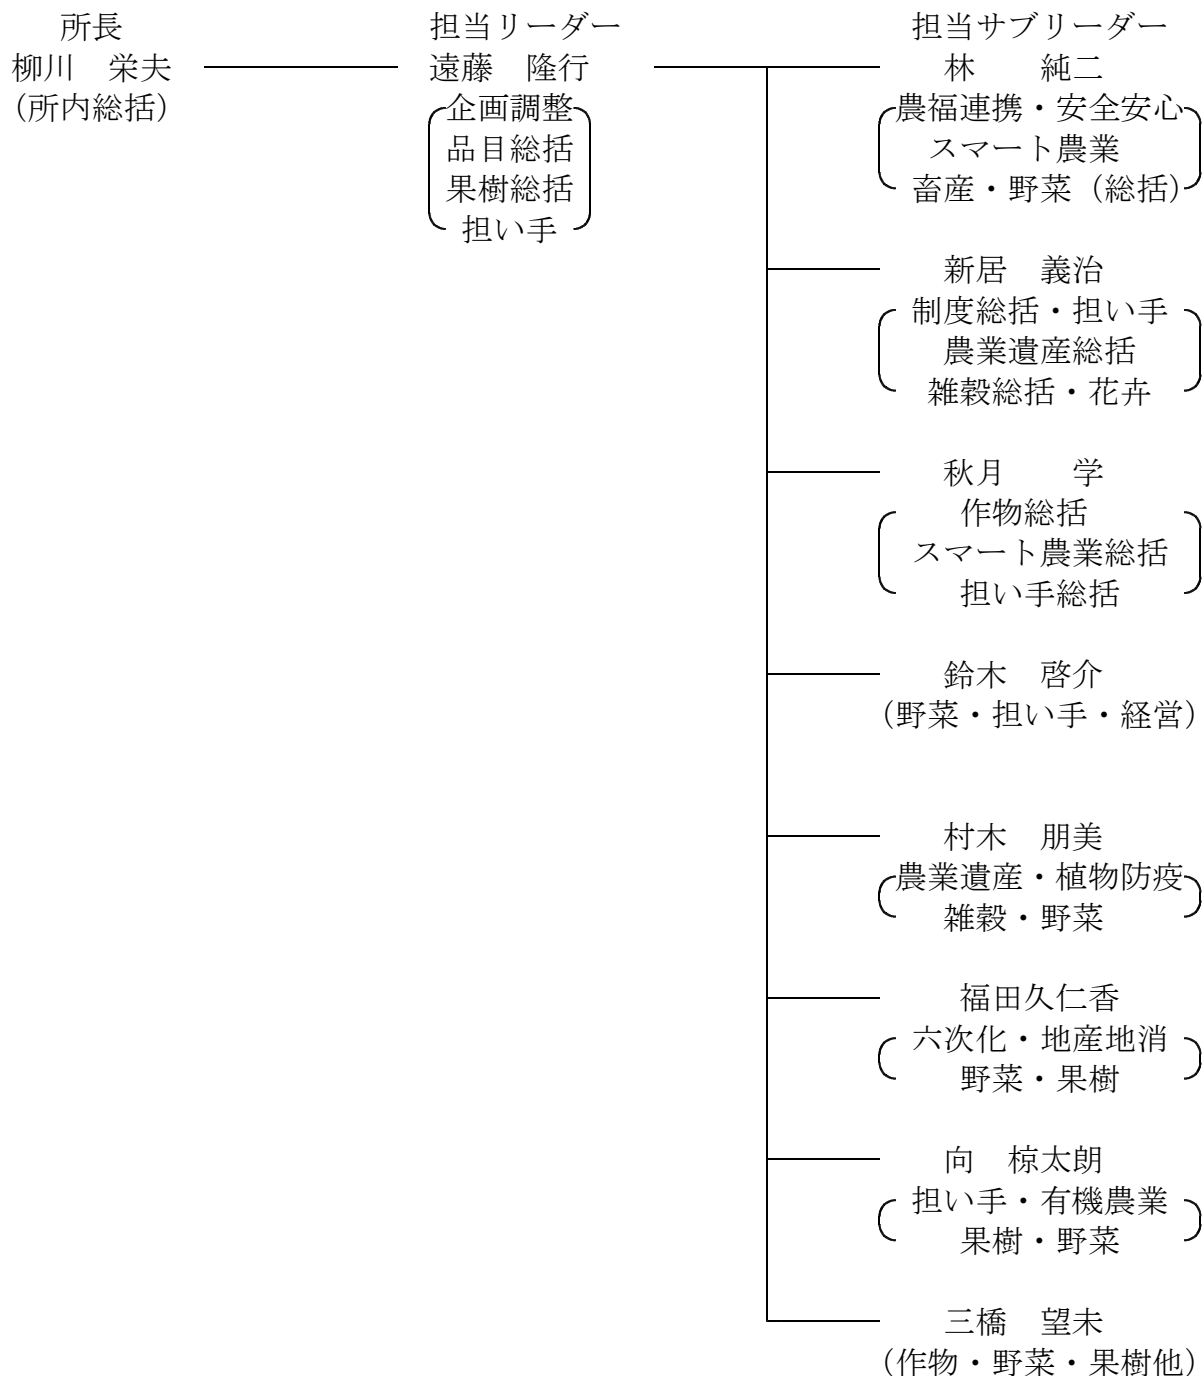 所長
柳川　栄夫
（所内総括）
担当リーダー
遠藤　隆行
企画調整
品目総括
果樹総括
担い手
担当サブリーダー
林　　純二
農福連携・安全安心
スマート農業
畜産・野菜（総括）
新居　義治
制度総括・担い手
農業遺産総括
雑穀総括・花卉
秋月　　学
作物総括
スマート農業総括
担い手総括
鈴木　啓介
（野菜・担い手・経営）
村木　朋美
農業遺産・植物防疫
雑穀・野菜
福田久仁香
六次化・地産地消
野菜・果樹
向　椋太朗
担い手・有機農業
果樹・野菜
三橋　望未
（作物・野菜・果樹他）